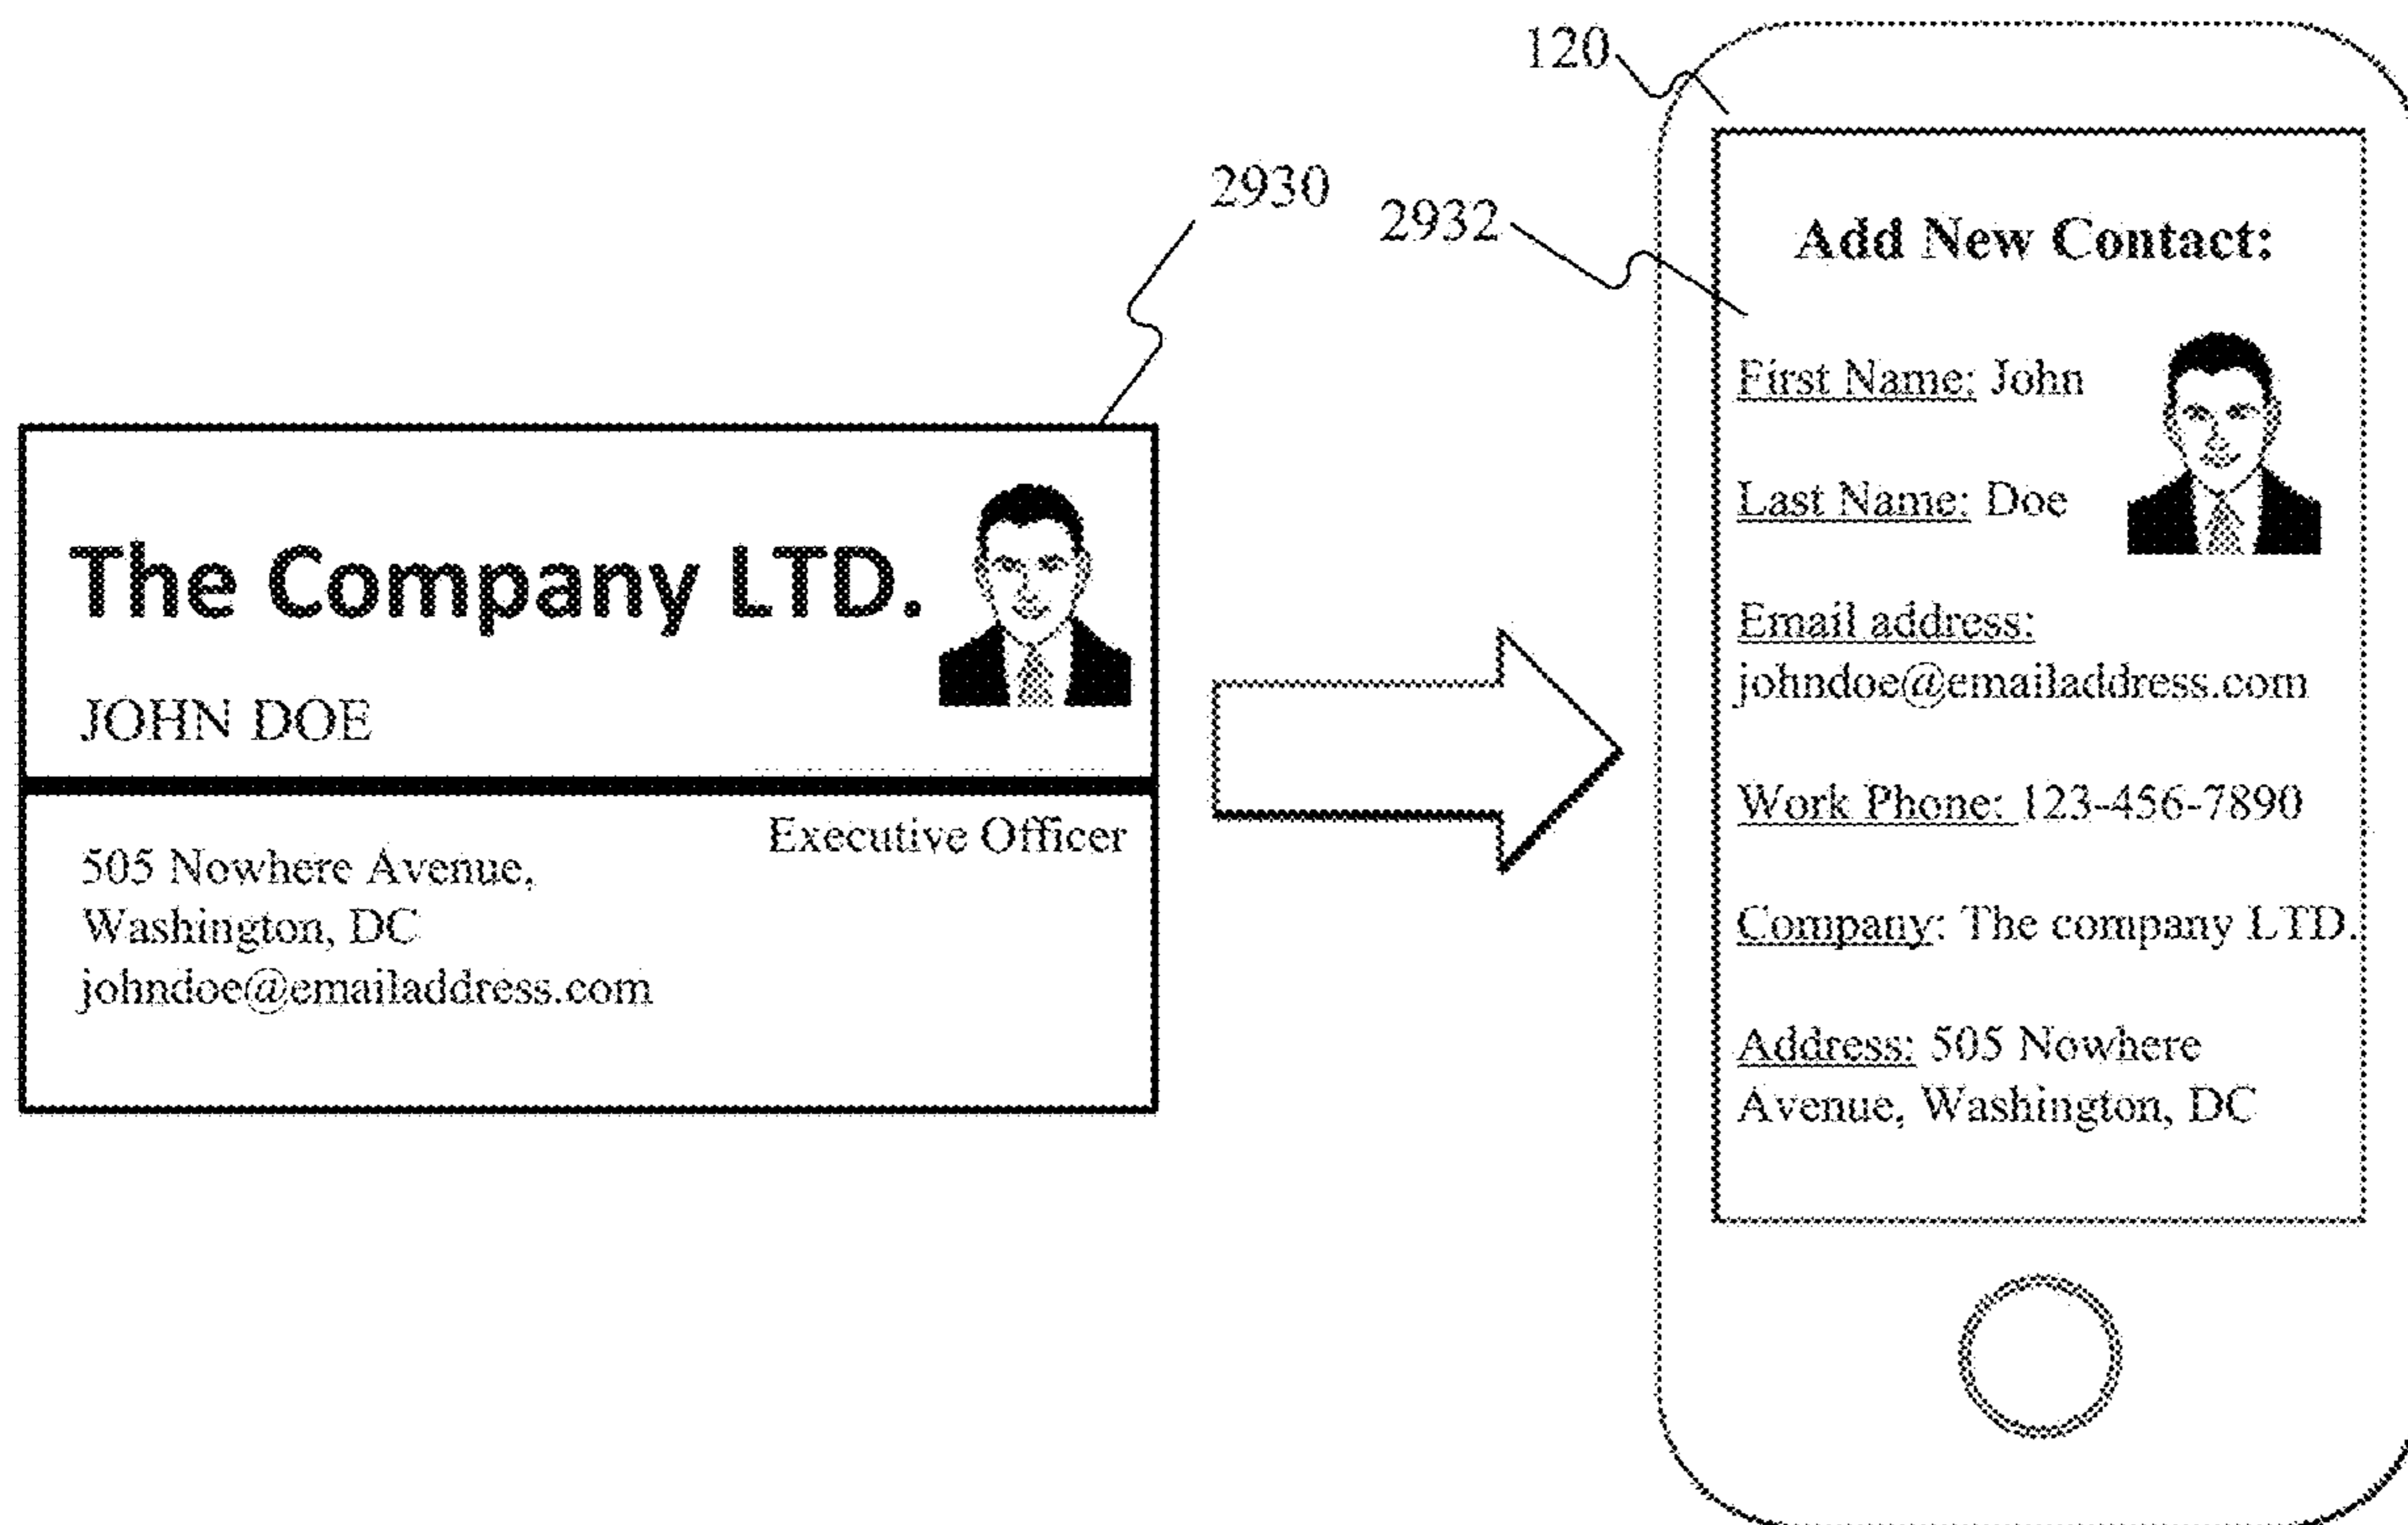 120
2930
2932
The Company LTD.
JOHN DOE
Executive Officer
505 Nowhere Avenue,
Washington, DC
johndoe@emailaddress.com
Add New Contact:
First Name: John
Last Name: Doe
Email address:
johndoe@emailaddress.com
Work Phone: 123-456-7890
Company: The company LTD.
Address: 505 Nowhere
Avenue, Washington, DC